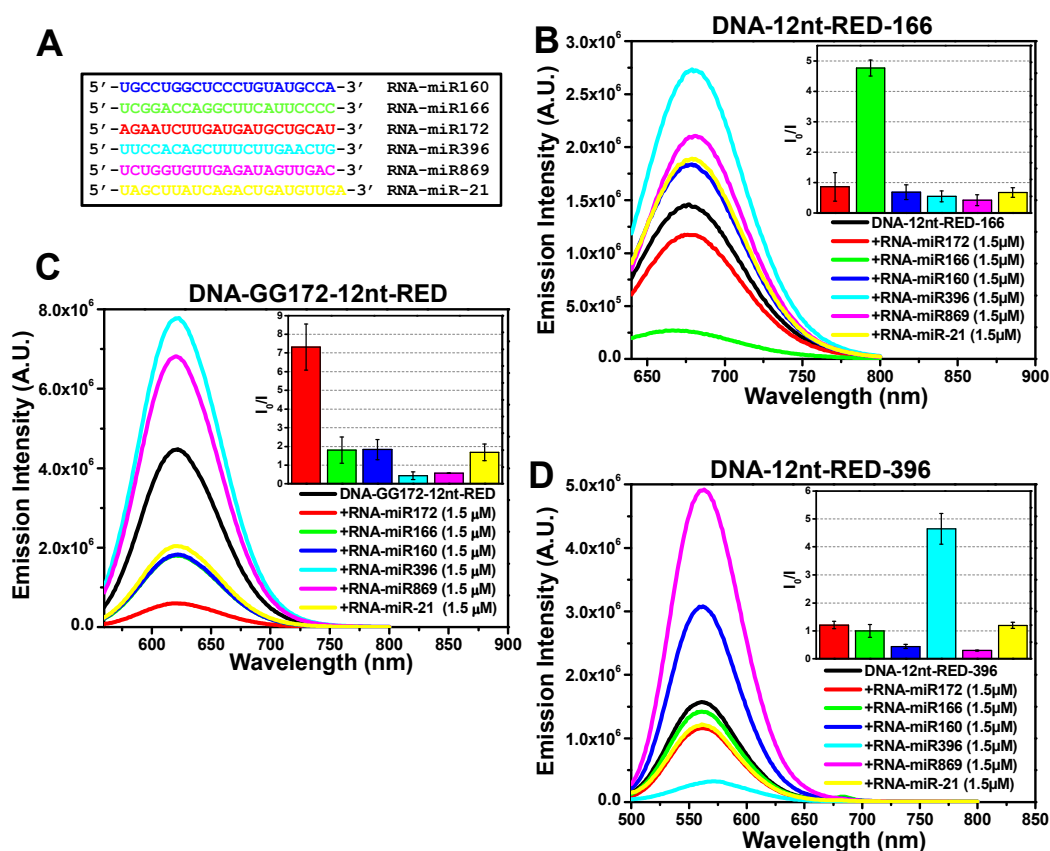 A
5'-UGCCUGGCUCCCUGUAUGCCA-3' RNA-miR160
5'-UCGGACCAGGCUUCAUUCCCC-3' RNA-miR166
5'-AGAAUCUUGAUGAUGCUGCAU-3' RNA-miR172
5'-UUCCACAGCUUUCUUGAACUG-3' RNA-miR396
5'-UCUGGUGUUGAGAUAGUUGAC-3' RNA-miR869
5'-UAGCUUAUCAGACUGAUGUUGA-3' RNA-miR-21
B
DNA-12nt-RED-166
3.0x10⁶
2.5x10⁶
2.0x10⁶
1.5x10⁶
1.0x10⁶
5.0x10⁵
0.0
Emission Intensity (A.U.)
650 700 750 800 850 900
Wavelength (nm)
5
4
3
2
1
0
I₀/I
DNA-12nt-RED-166
+RNA-miR172 (1.5µM)
+RNA-miR166 (1.5µM)
+RNA-miR160 (1.5µM)
+RNA-miR396 (1.5µM)
+RNA-miR869 (1.5µM)
+RNA-miR-21 (1.5µM)
C
DNA-GG172-12nt-RED
8.0x10⁶
6.0x10⁶
4.0x10⁶
2.0x10⁶
0.0
Emission Intensity (A.U.)
600 650 700 750 800 850 900
Wavelength (nm)
9
8
7
6
5
4
3
2
1
0
I₀/I
DNA-GG172-12nt-RED
+RNA-miR172 (1.5 µM)
+RNA-miR166 (1.5 µM)
+RNA-miR160 (1.5 µM)
+RNA-miR396 (1.5 µM)
+RNA-miR869 (1.5 µM)
+RNA-miR-21 (1.5 µM)
D
DNA-12nt-RED-396
5.0x10⁶
4.0x10⁶
3.0x10⁶
2.0x10⁶
1.0x10⁶
0.0
Emission Intensity (A.U.)
500 550 600 650 700 750 800 850
Wavelength (nm)
6
5
4
3
2
1
0
I₀/I
DNA-12nt-RED-396
+RNA-miR172 (1.5µM)
+RNA-miR166 (1.5µM)
+RNA-miR160 (1.5µM)
+RNA-miR396 (1.5µM)
+RNA-miR869 (1.5µM)
+RNA-miR-21 (1.5µM)